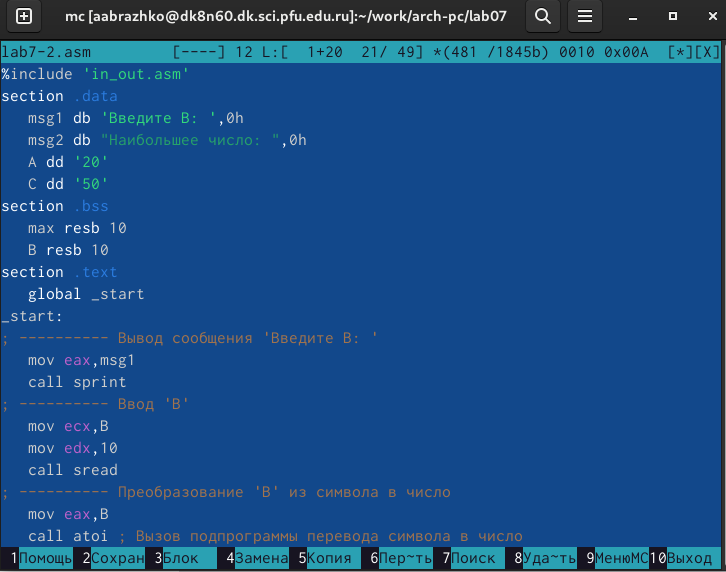 mc [aabrazhko@dk8n60.dk.sci.pfu.edu.ru]:~/work/arch-pc/lab07
lab7-2.asm [----] 12 L:[ 1+20 21/ 49] *(481 /1845b) 0010 0x00A [*][X]
%include 'in_out.asm'
section .data
msg1 db 'Введите B: ',0h
msg2 db "Наибольшее число: ",0h
A dd '20'
C dd '50'
section .bss
max resb 10
B resb 10
section .text
global _start
_start:
; ---------- Вывод сообщения 'Введите B: '
mov eax,msg1
call sprint
; ---------- Ввод 'B'
mov ecx,B
mov edx,10
call sread
; ---------- Преобразование 'B' из символа в число
mov eax,B
call atoi ; Вызов подпрограммы перевода символа в число
1Помощь 2Сохран 3Блок 4Замена 5Копия 6Пер~ть 7Поиск 8Уда~ть 9МенюMC 10Выход